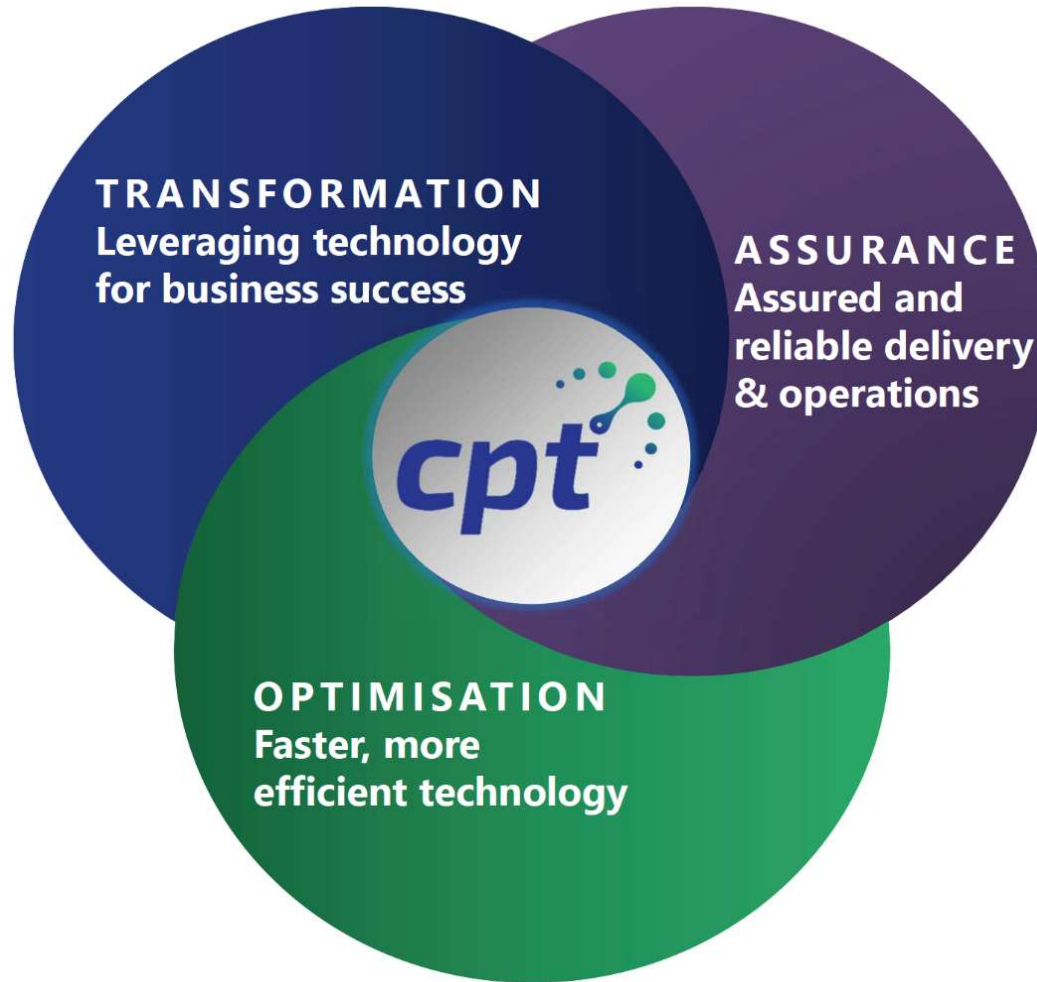 TRANSFORMATION
Leveraging technology
for business success
ASSURANCE
Assured and
reliable delivery
& operations
cpt
OPTIMISATION
Faster, more
efficient technology